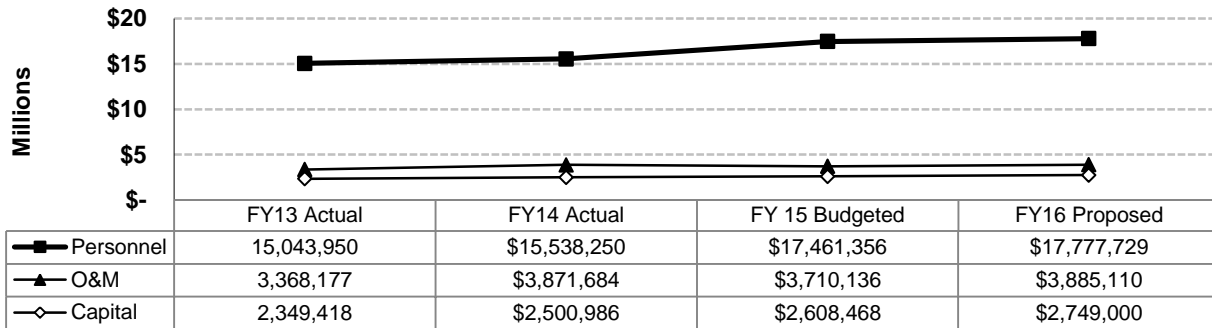 $20
$15
$10
$5
$-
Millions
FY13 Actual FY14 Actual FY 15 Budgeted FY16 Proposed
Personnel 15,043,950 $15,538,250 $17,461,356 $17,777,729
O&M 3,368,177 $3,871,684 $3,710,136 $3,885,110
Capital 2,349,418 $2,500,986 $2,608,468 $2,749,000